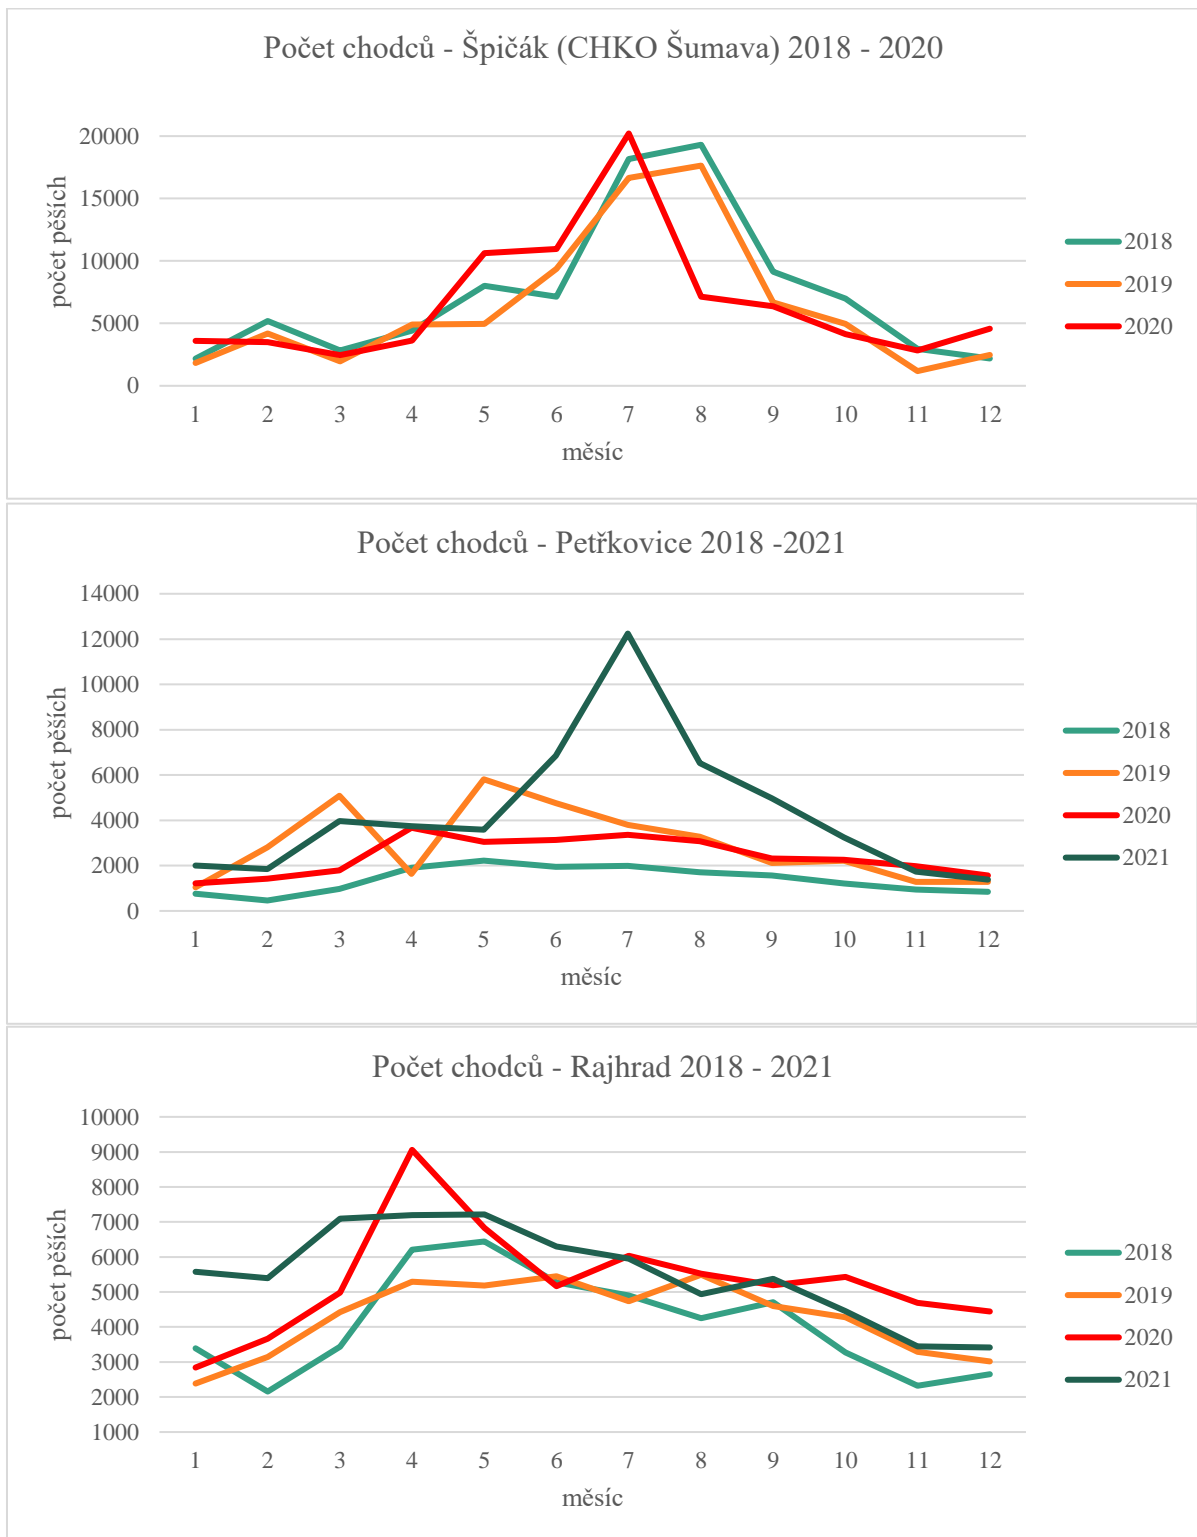 Počet chodců - Špičák (CHKO Šumava) 2018 - 2020
počet pěších
20000
15000
10000
5000
0
1 2 3 4 5 6 7 8 9 10 11 12
měsíc
2018
2019
2020
Počet chodců - Petřkovice 2018 -2021
počet pěších
14000
12000
10000
8000
6000
4000
2000
0
1 2 3 4 5 6 7 8 9 10 11 12
měsíc
2018
2019
2020
2021
Počet chodců - Rajhrad 2018 - 2021
počet pěších
10000
9000
8000
7000
6000
5000
4000
3000
2000
1000
1 2 3 4 5 6 7 8 9 10 11 12
měsíc
2018
2019
2020
2021